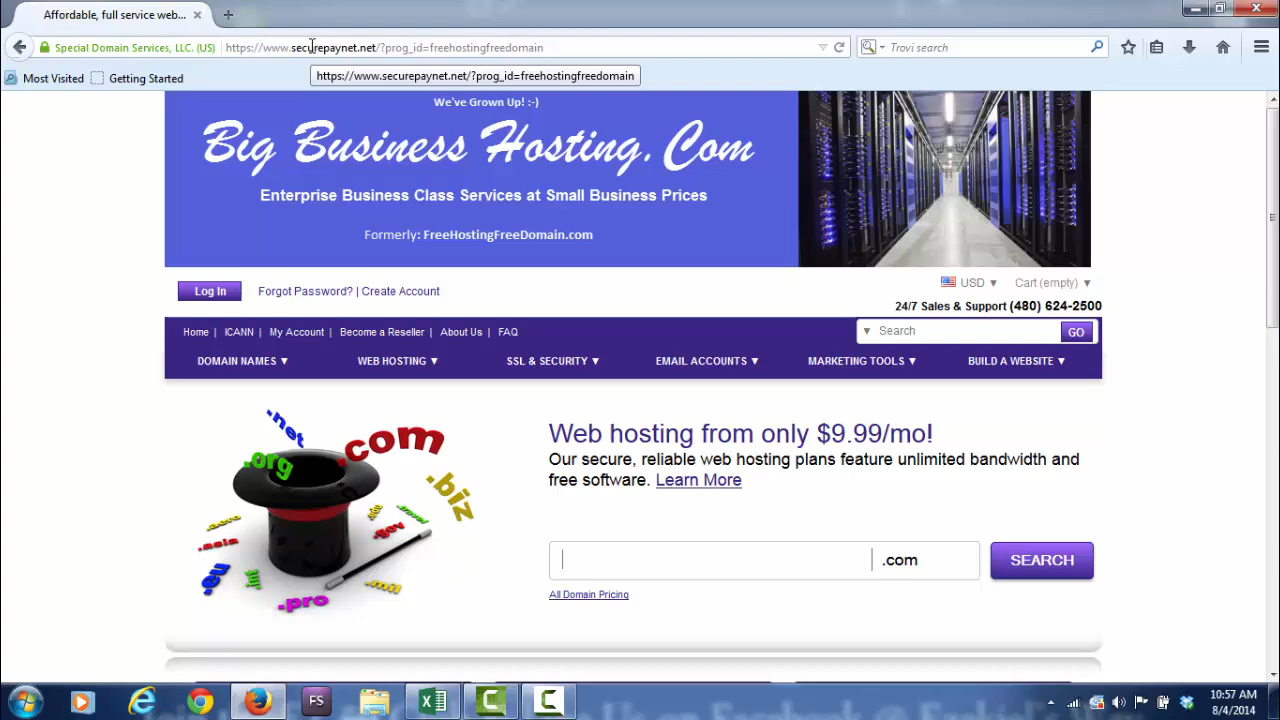 Affordable, full service web...
Special Domain Services, LLC. (US)
https://www.securepaynet.net/?prog_id=freehostingfreedomain
Trovi search
https://www.securepaynet.net/?prog_id=freehostingfreedomain
Most Visited
Getting Started
We've Grown Up! :-)
Big Business Hosting.Com
Enterprise Business Class Services at Small Business Prices
Formerly: FreeHostingFreeDomain.com
Log In
Forgot Password? | Create Account
USD ▼
Cart (empty) ▼
24/7 Sales & Support (480) 624-2500
Home | ICANN | My Account | Become a Reseller | About Us | FAQ
Search
GO
DOMAIN NAMES ▼
WEB HOSTING ▼
SSL & SECURITY ▼
EMAIL ACCOUNTS ▼
MARKETING TOOLS ▼
BUILD A WEBSITE ▼
.net
.com
.org
.biz
Web hosting from only $9.99/mo!
Our secure, reliable web hosting plans feature unlimited bandwidth and
free software. Learn More
.gov
.asia
.eu
.mil
.pro
.com
SEARCH
All Domain Pricing
FS
10:57 AM
8/4/2014